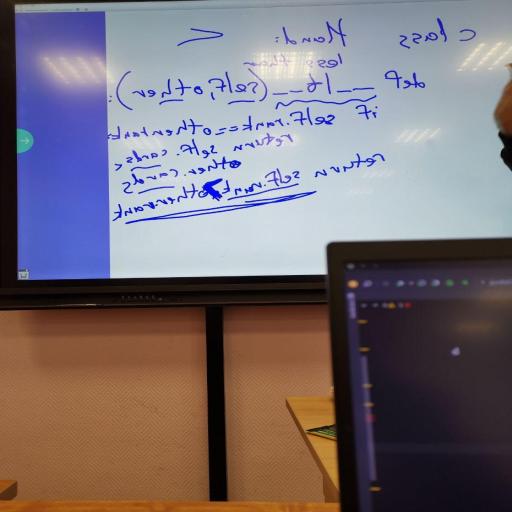 class Hand: <
less than
def __lt__(self, other):
if self.rank==other.rank:
return self.cards <
other.cards
return self.rank > other.rank